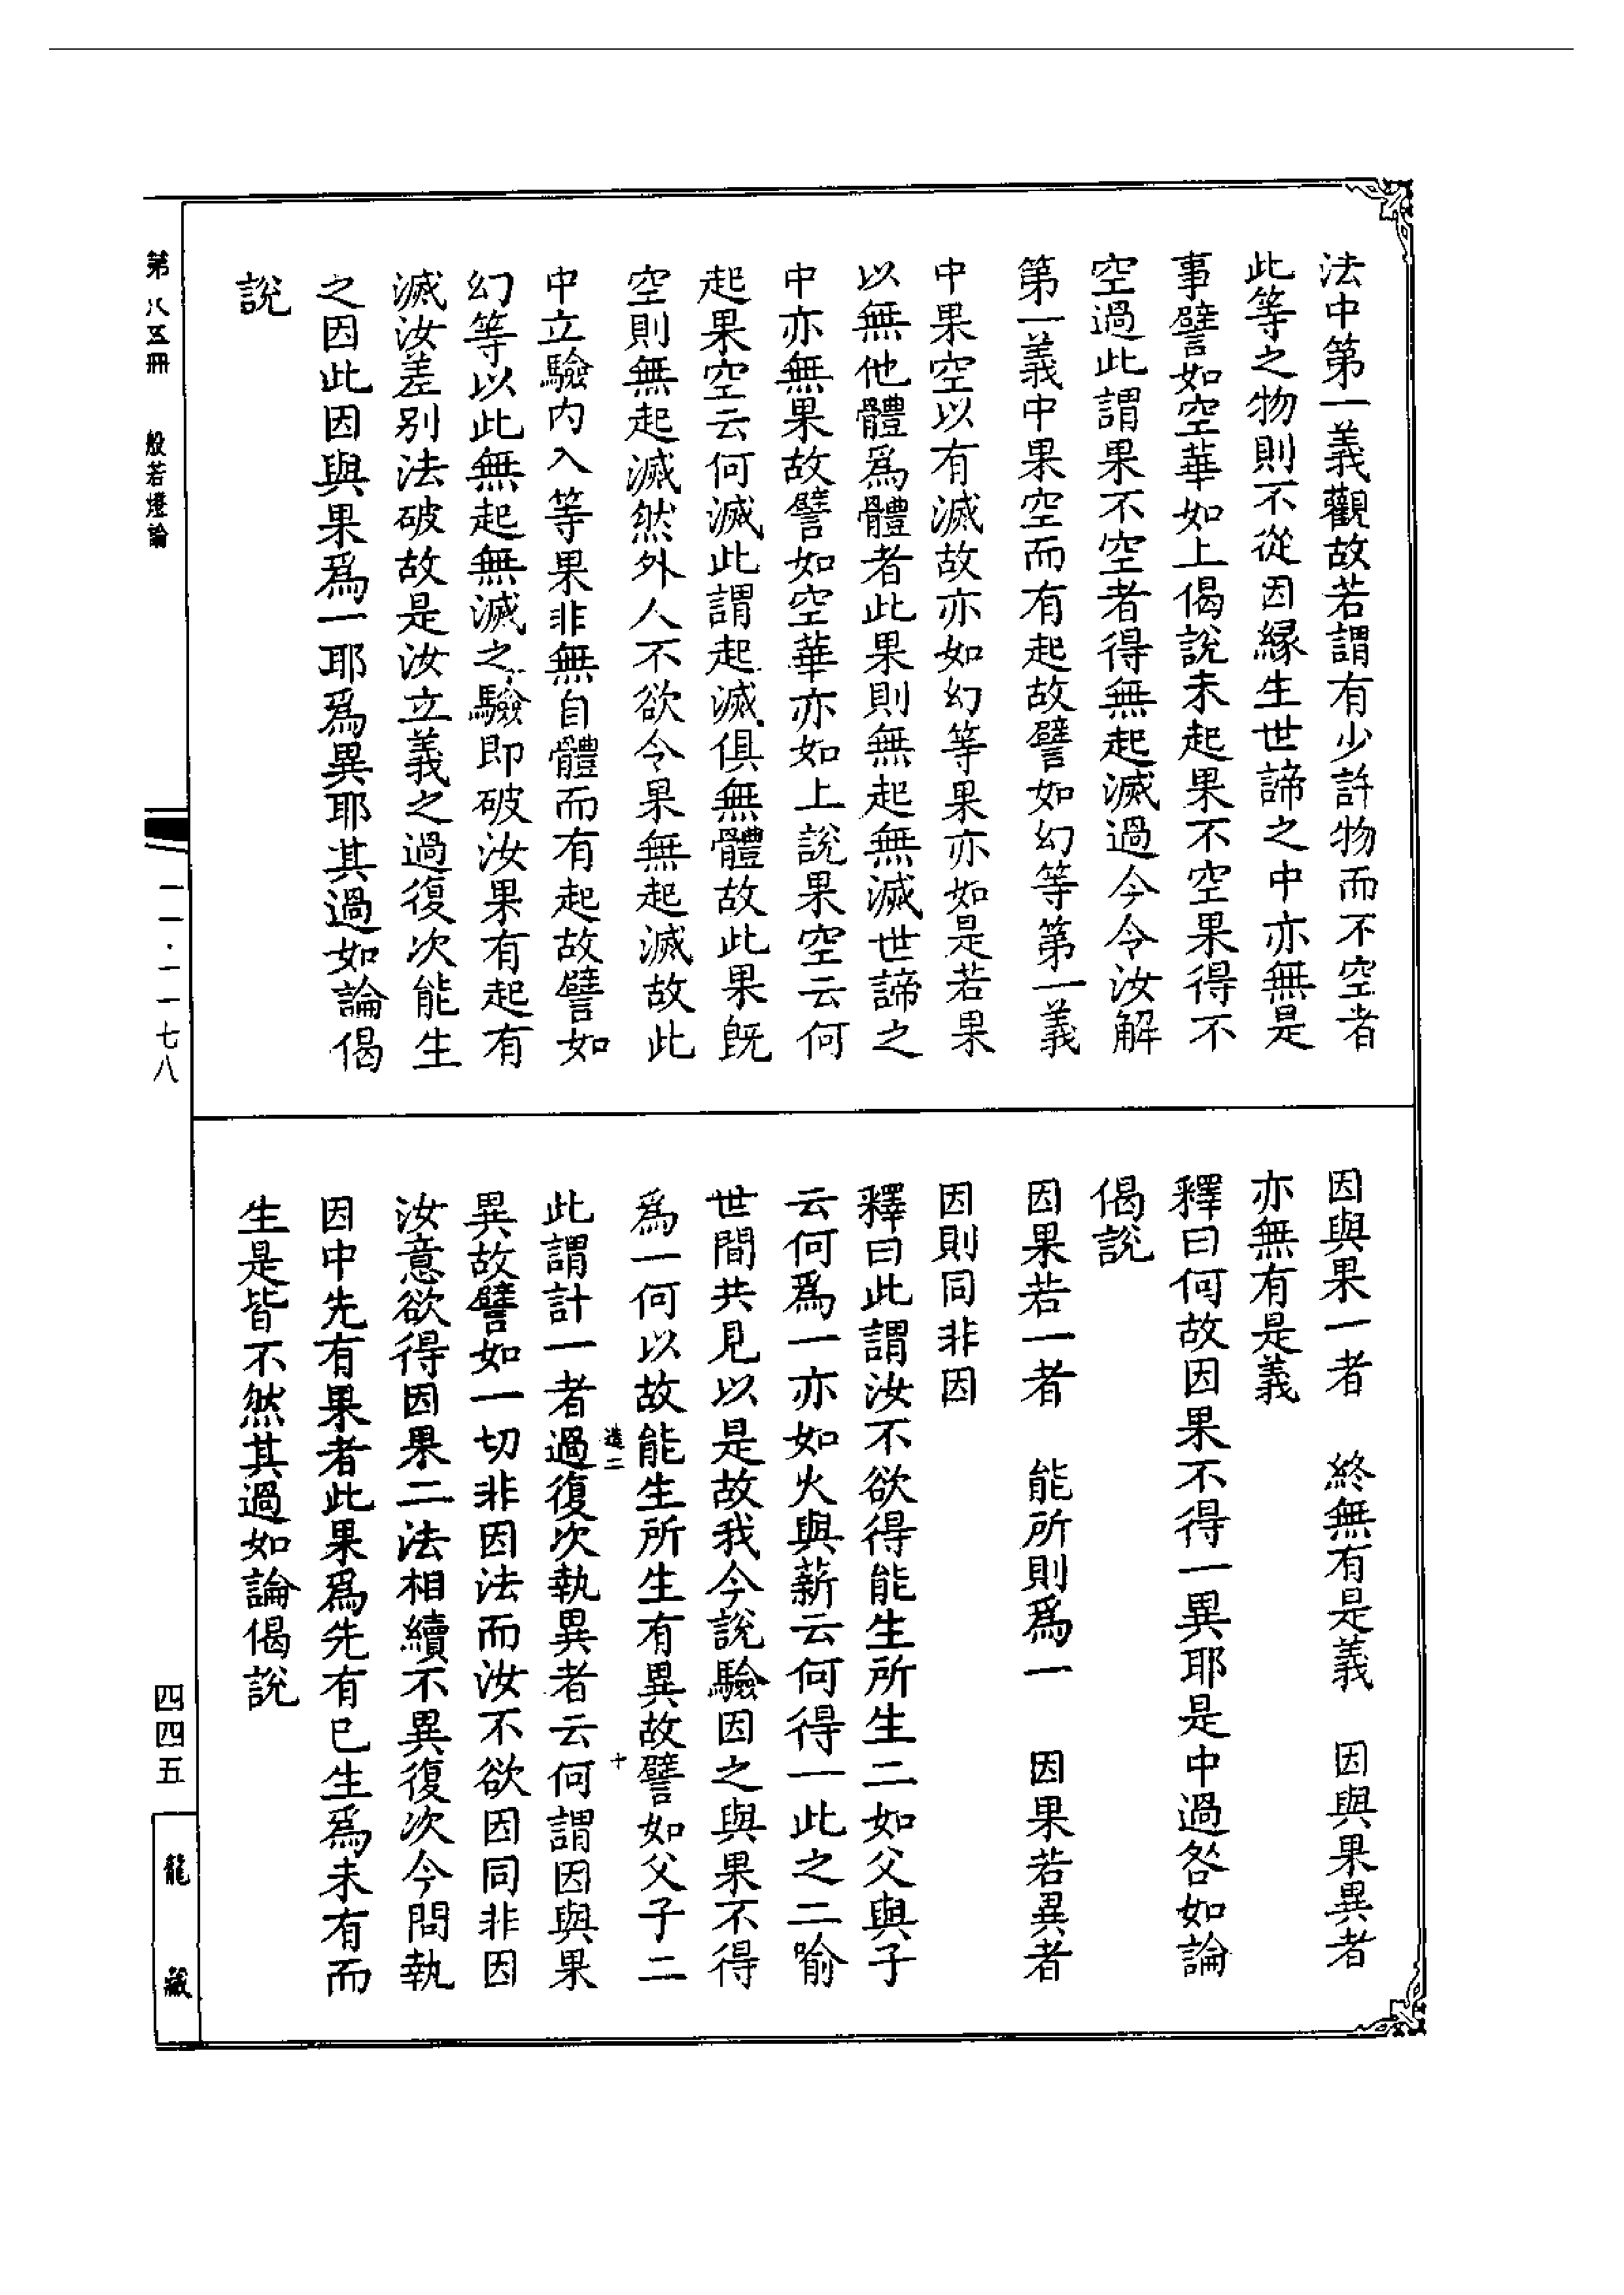 法中第一義觀故若謂有少許物而不空者
此等之物則不從因緣生世諦之中亦無是
事譬如空華如上偈說未起果不空果得不
空過此謂果不空者得無起滅過今令汝解
第一義中果空而有起故譬如幻等第一義
中果空以有滅故亦如幻等果亦如是若果
以無他體爲體者此果則無起無滅世諦之
中亦無果故譬如空華亦如上說果空云何
起果空云何滅此謂起滅俱無體故此果既
空則無起滅然外人不欲令果無起滅故此
中立驗內入等果非無自體而有起故譬如
幻等以此無起無滅之驗即破汝果有起有
滅汝差別法破故是汝立義之過復次能生
之因此因與果爲一耶爲異耶其過如論偈
說
因與果一者　終無有是義　因與果異者
亦無有是義
釋曰何故因果不得一異耶是中過咎如論
偈說
因果若一者　能所則爲一　因果若異者
因則同非因
釋曰此謂汝不欲得能生所生二如父與子
云何爲一亦如火與薪云何得一此之二喻
世間共見以是故我今說驗因之與果不得
爲一何以故能生所生有異故譬如父子二
造二　十
此謂計一者過復次執異者云何謂因與果
異故譬如一切非因法而汝不欲因同非因
汝意欲得因果二法相續不異復次今問執
因中先有果者此果爲先有已生爲未有而
生是皆不然其過如論偈說
第八五冊　般若燈論
一一·一一七八
四四五
龍藏